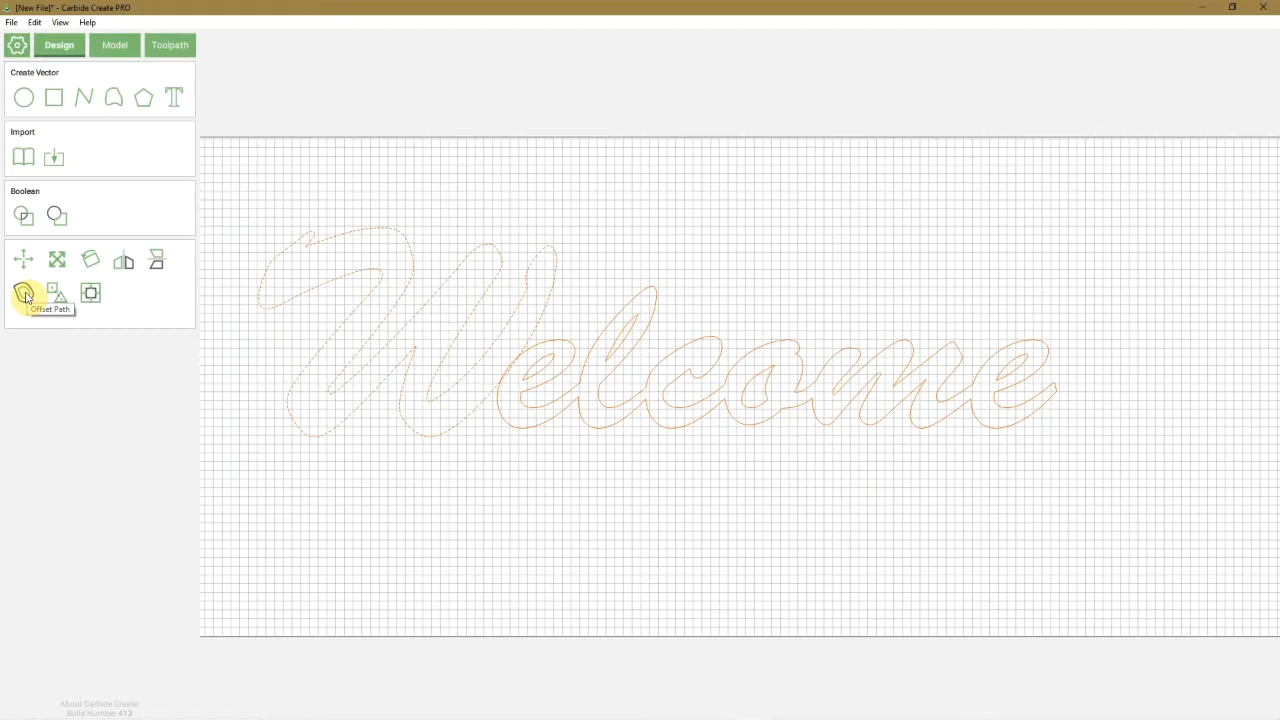 [New File]* - Carbide Create PRO
File Edit View Help
Design Model Toolpath
Create Vector
Import
Boolean
Offset Path
Welcome
About Carbide Create
Build Number 413